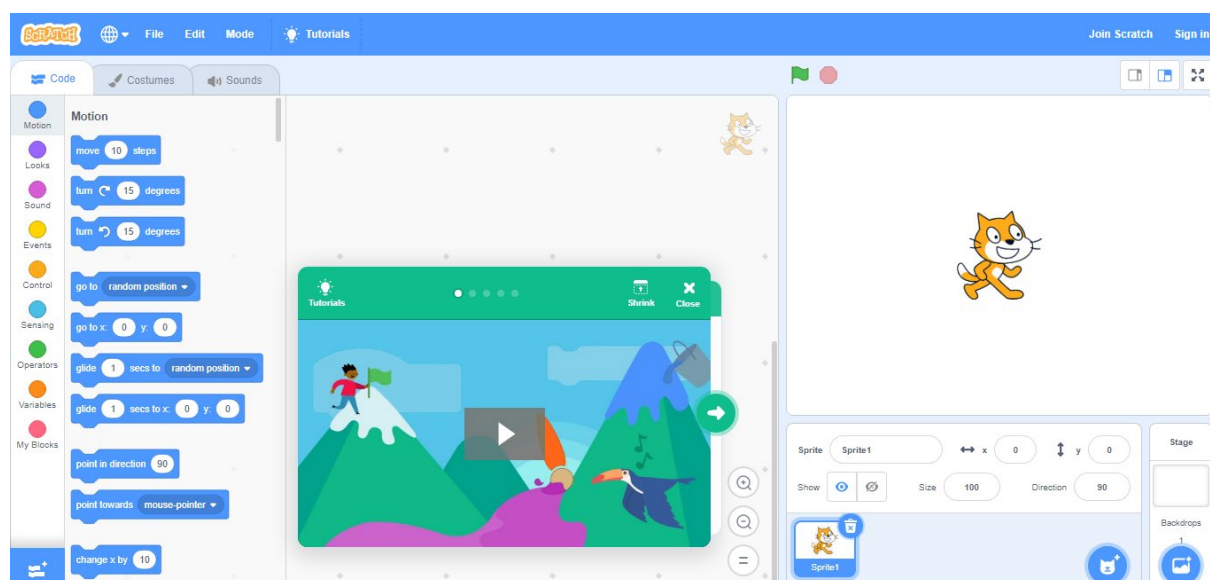 SCRATCH File Edit Mode Tutorials Join Scratch Sign in
Code Costumes Sounds
Motion
Looks
Sound
Events
Control
Sensing
Operators
Variables
My Blocks
Motion
move 10 steps
turn 15 degrees
turn 15 degrees
go to random position
go to x: 0 y: 0
glide 1 secs to random position
glide 1 secs to x: 0 y: 0
point in direction 90
point towards mouse-pointer
change x by 10
Tutorials Shrink Close
Sprite Sprite1 x 0 y 0
Show Size 100 Direction 90
Sprite1
Stage
Backdrops
1